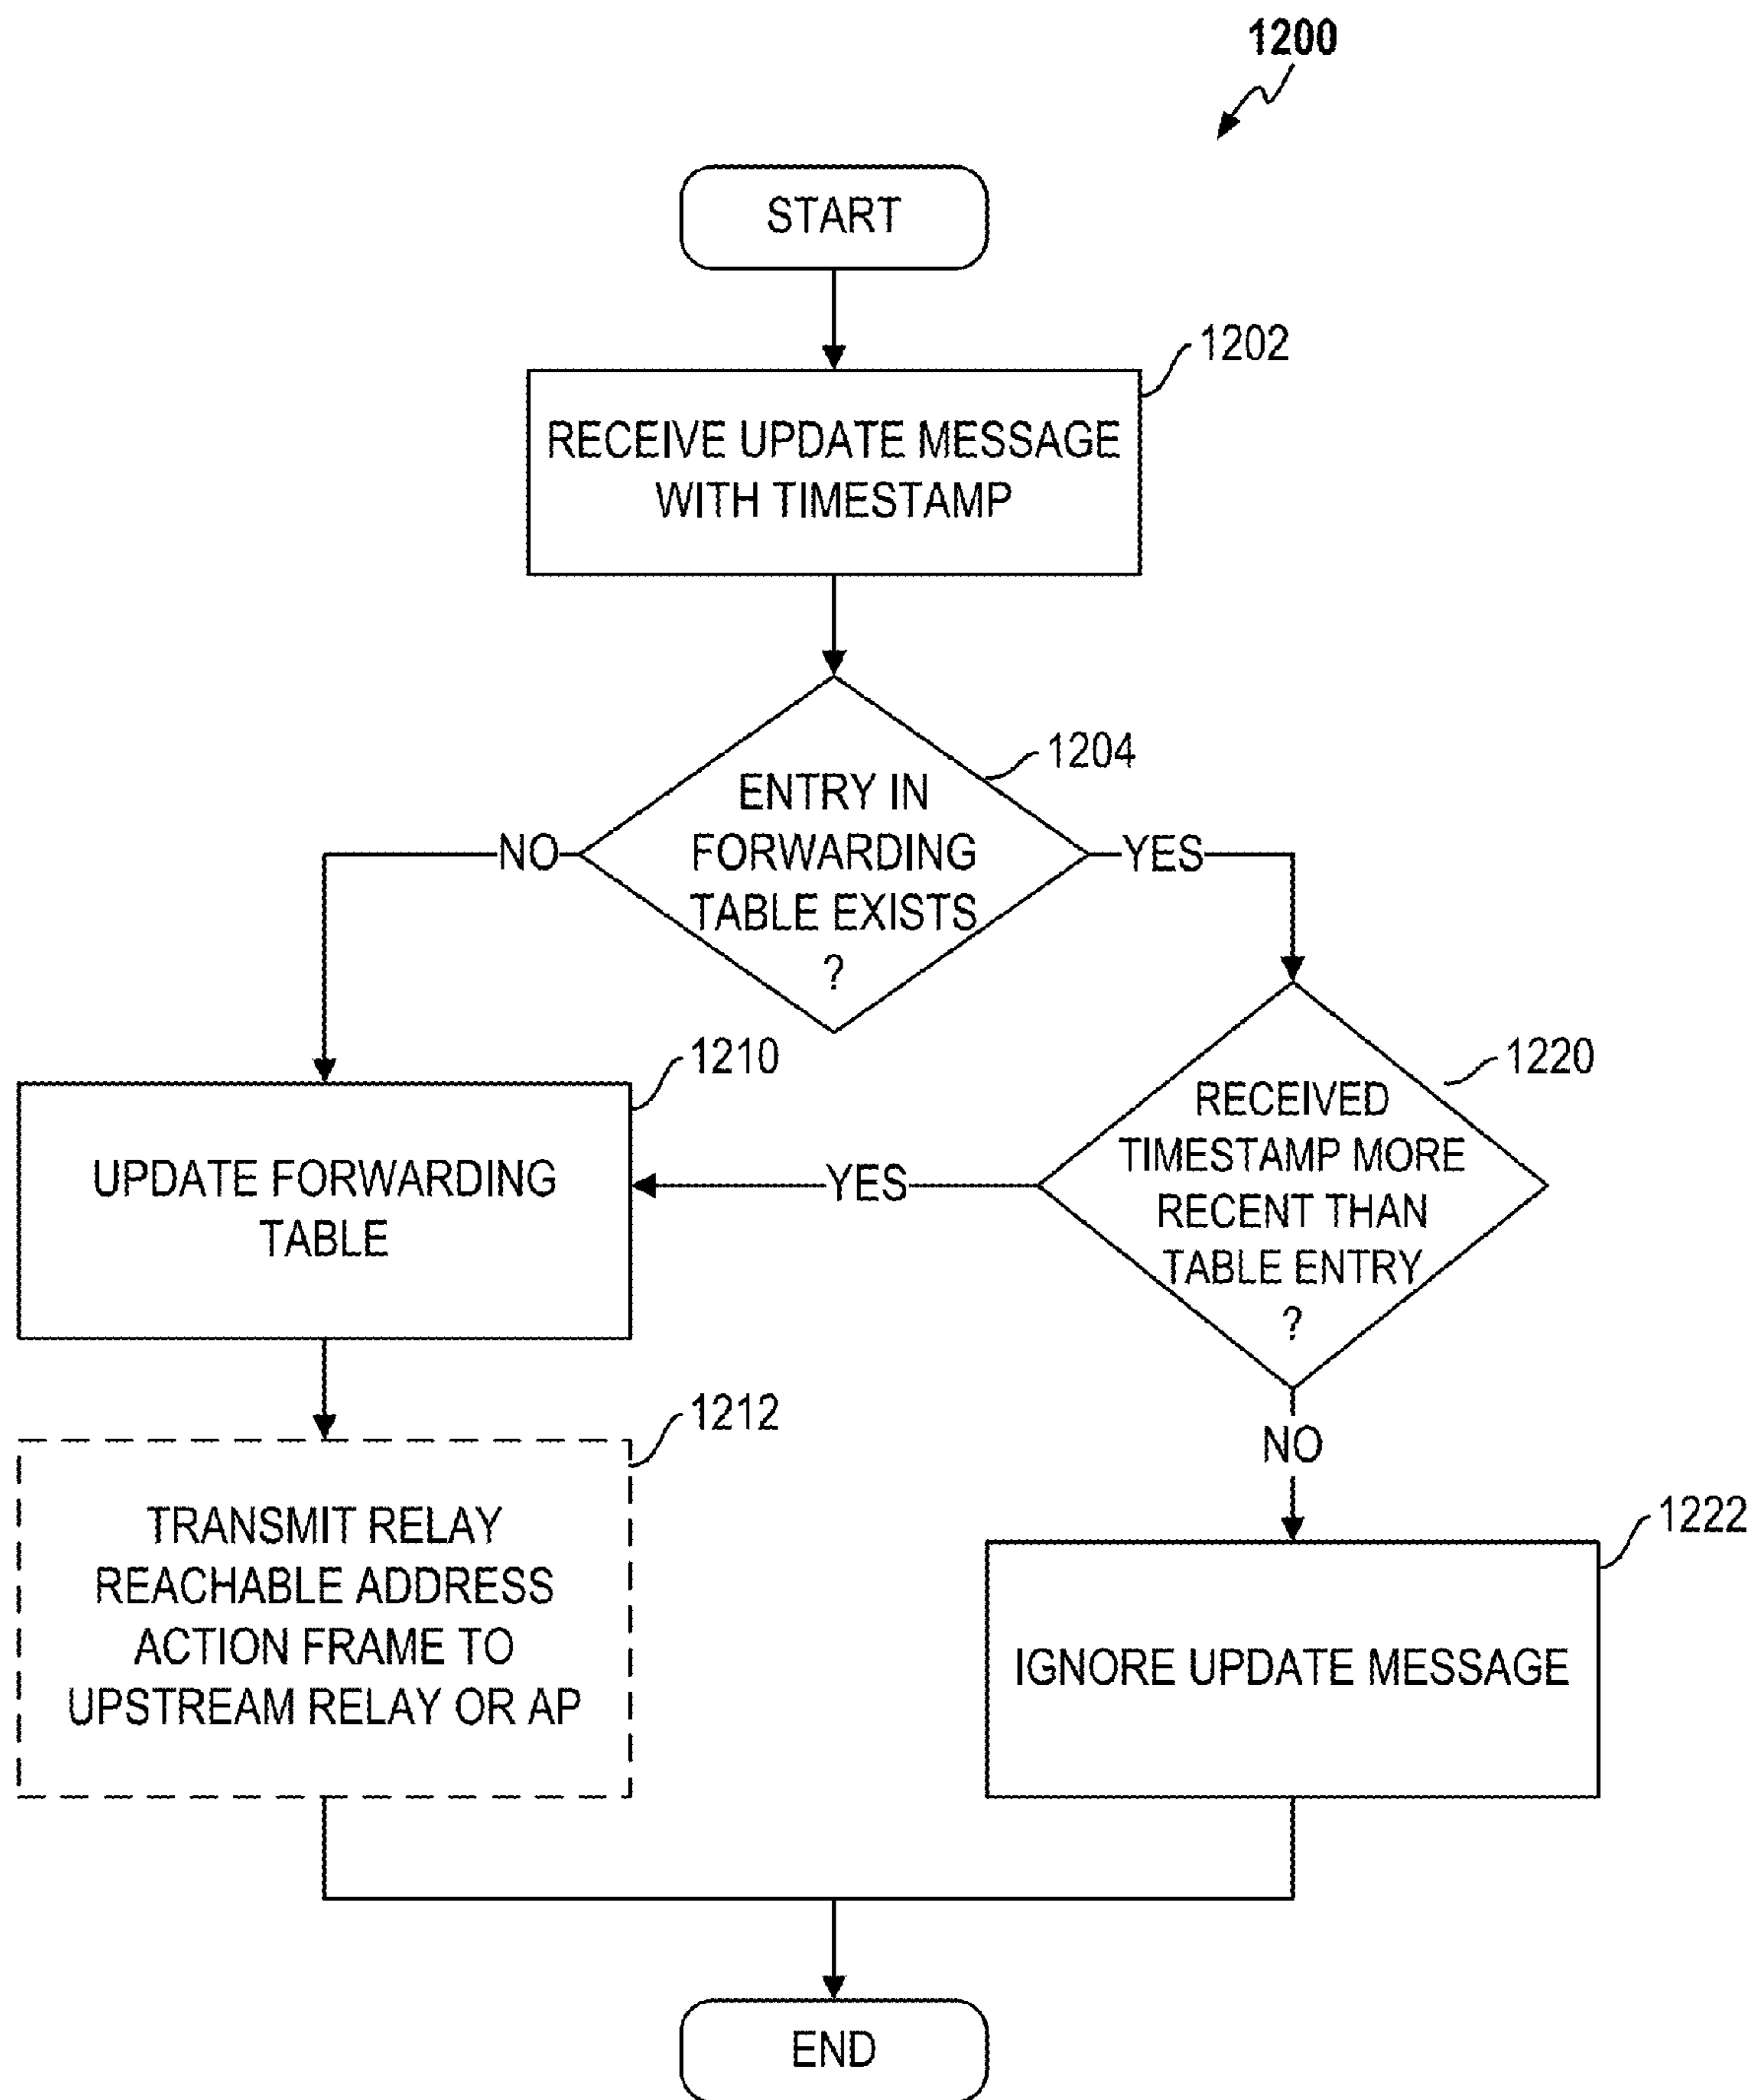 1200
START
1202
RECEIVE UPDATE MESSAGE
WITH TIMESTAMP
1204
ENTRY IN
FORWARDING
TABLE EXISTS
?
NO
YES
1210
UPDATE FORWARDING
TABLE
1220
RECEIVED
TIMESTAMP MORE
RECENT THAN
TABLE ENTRY
?
YES
NO
1212
TRANSMIT RELAY
REACHABLE ADDRESS
ACTION FRAME TO
UPSTREAM RELAY OR AP
1222
IGNORE UPDATE MESSAGE
END